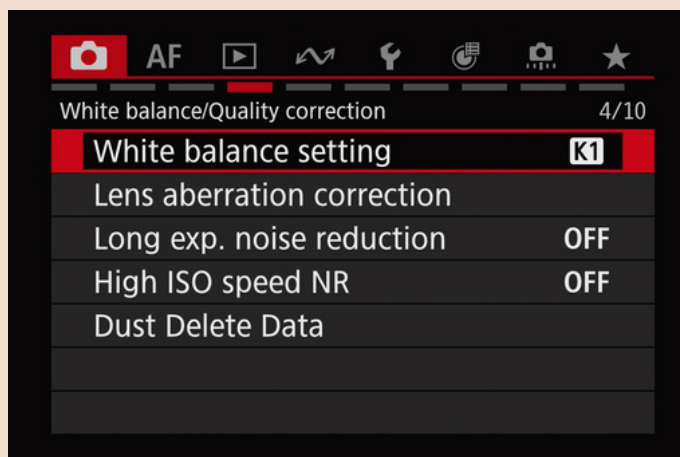 AF
White balance/Quality correction 4/10
White balance setting K1
Lens aberration correction
Long exp. noise reduction OFF
High ISO speed NR OFF
Dust Delete Data